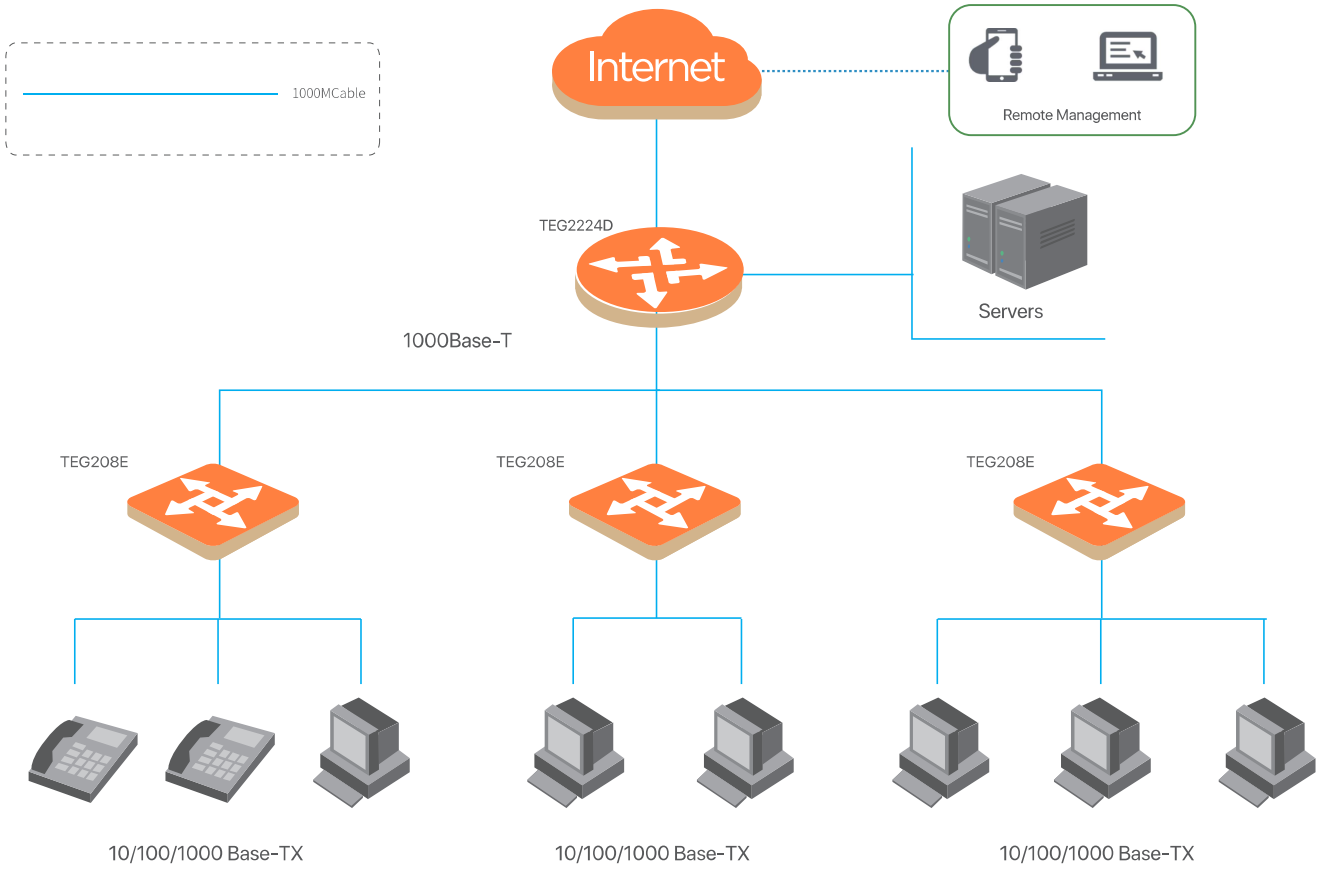 1000MCable
Internet
Remote Management
TEG2224D
Servers
1000Base-T
TEG208E
TEG208E
TEG208E
10/100/1000 Base-TX
10/100/1000 Base-TX
10/100/1000 Base-TX